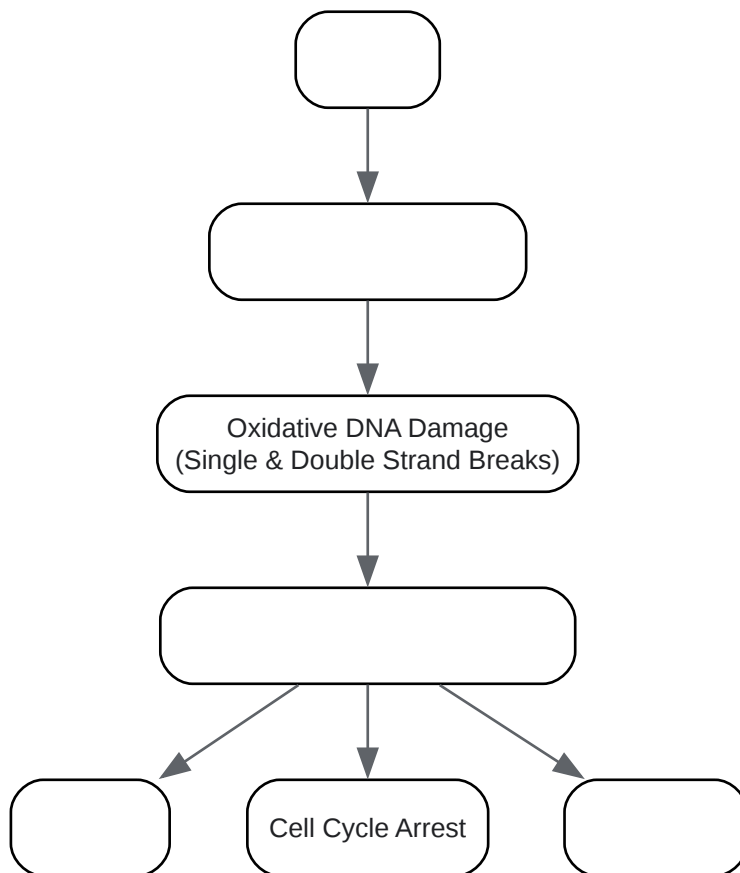 Oxidative DNA Damage
(Single & Double Strand Breaks)
Cell Cycle Arrest